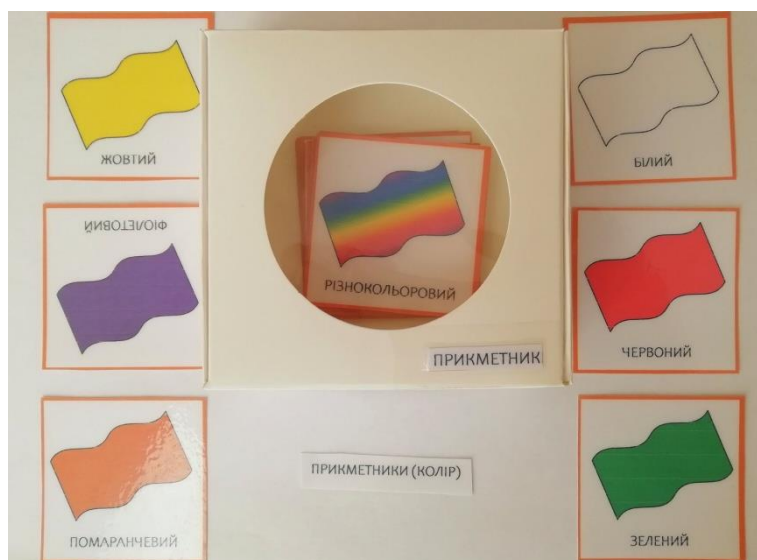 ЖОВТИЙ
БІЛИЙ
ФІОЛЕТОВИЙ
РІЗНОКОЛЬОРОВИЙ
ЧЕРВОНИЙ
ПРИКМЕТНИК
ПРИКМЕТНИКИ (КОЛІР)
ПОМАРАНЧЕВИЙ
ЗЕЛЕНИЙ